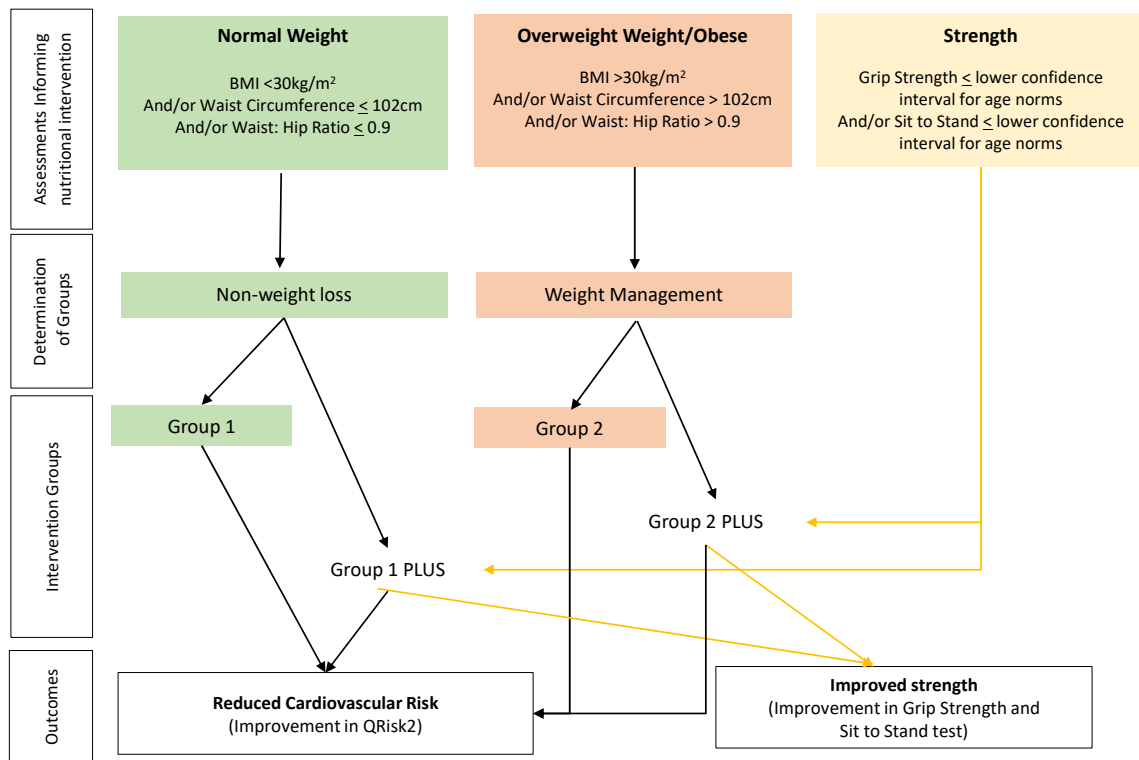 Assessments Informing
nutritional intervention
Normal Weight
BMI <30kg/m²
And/or Waist Circumference ≤ 102cm
And/or Waist: Hip Ratio ≤ 0.9
Overweight Weight/Obese
BMI >30kg/m²
And/or Waist Circumference > 102cm
And/or Waist: Hip Ratio > 0.9
Strength
Grip Strength ≤ lower confidence
interval for age norms
And/or Sit to Stand ≤ lower confidence
interval for age norms
Determination
of Groups
Non-weight loss
Weight Management
Intervention Groups
Group 1
Group 2
Group 2 PLUS
Group 1 PLUS
Outcomes
Reduced Cardiovascular Risk
(Improvement in QRisk2)
Improved strength
(Improvement in Grip Strength and
Sit to Stand test)